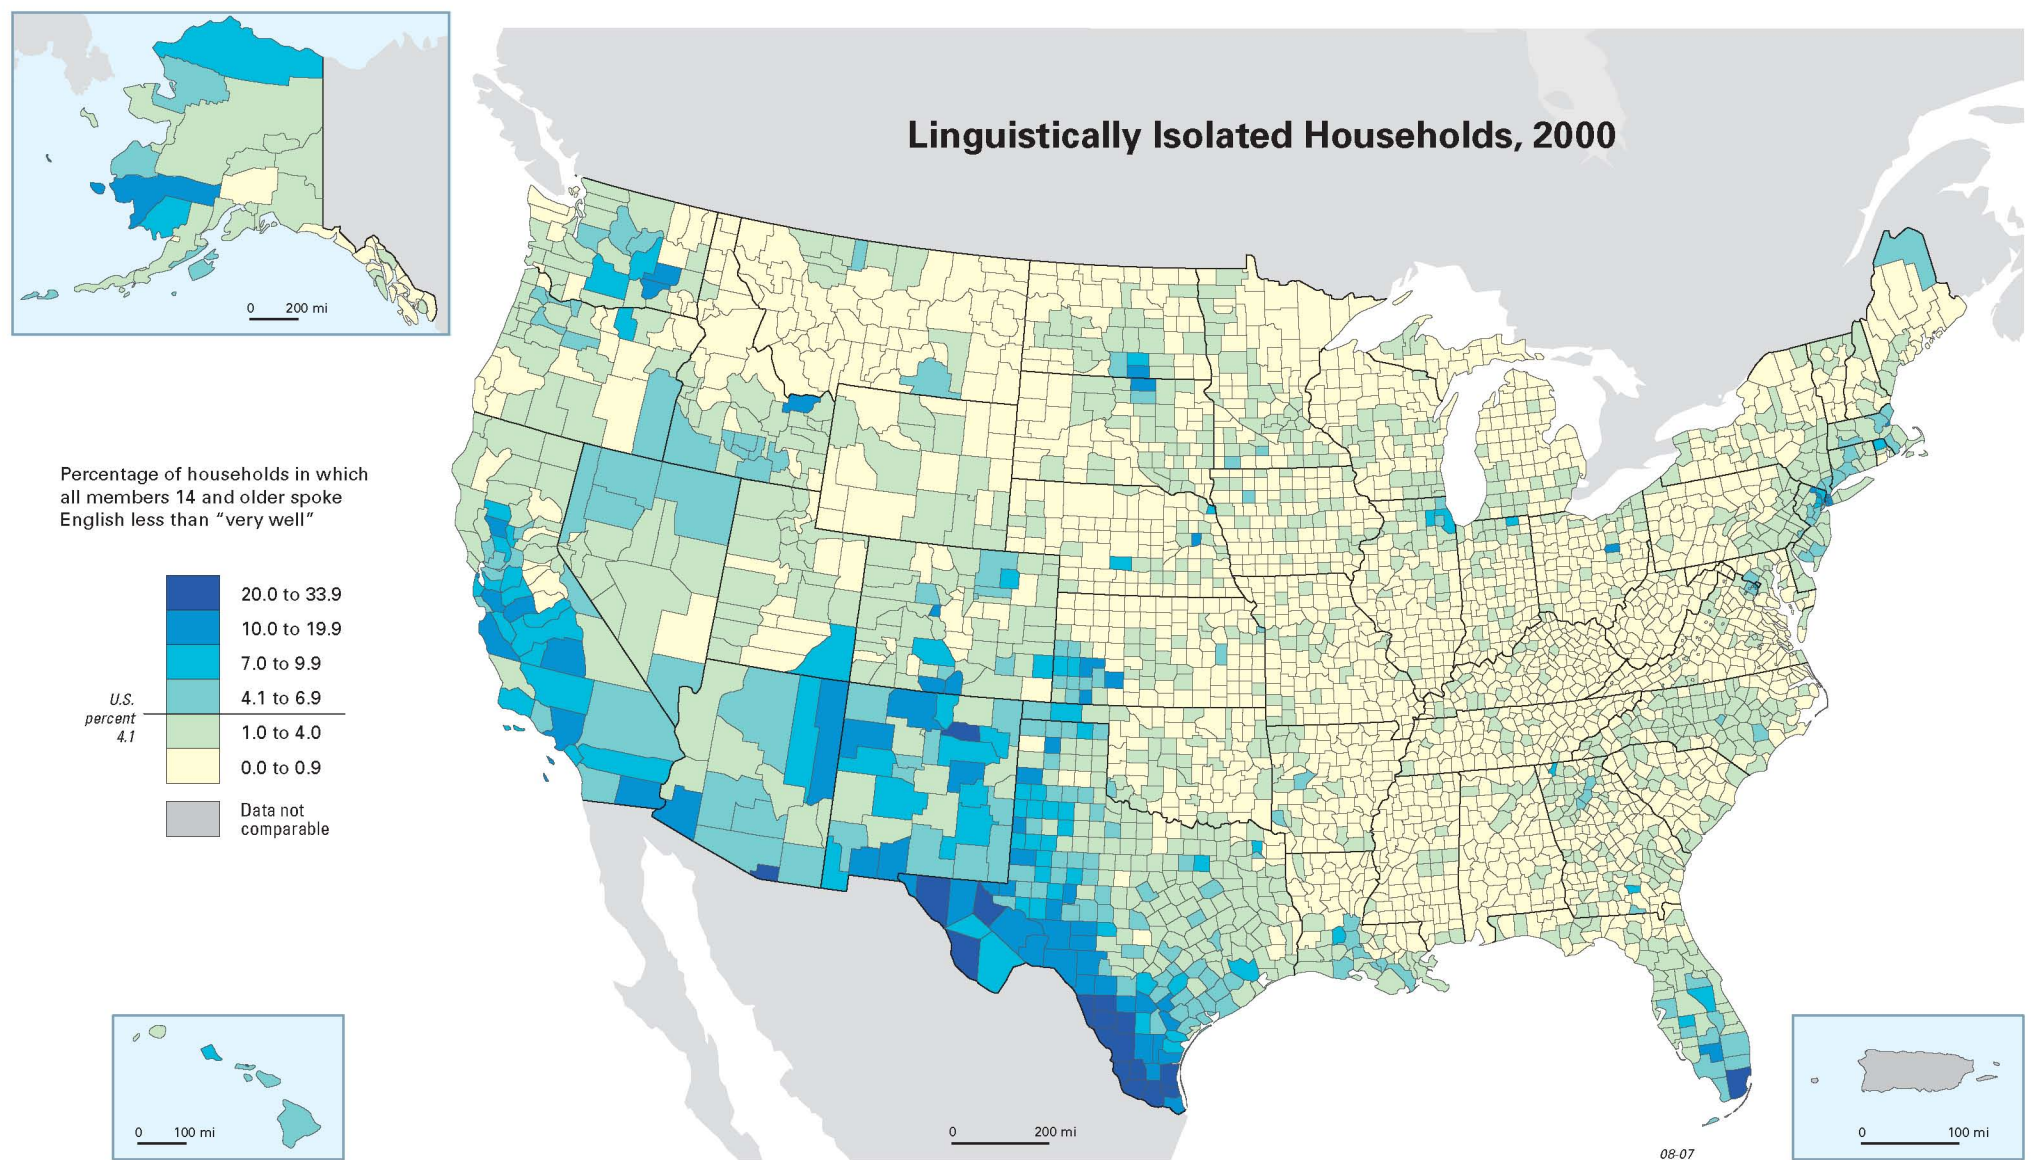 Linguistically Isolated Households, 2000
0 200 mi
Percentage of households in which
all members 14 and older spoke
English less than “very well”
20.0 to 33.9
10.0 to 19.9
7.0 to 9.9
4.1 to 6.9
U.S.
percent
4.1
1.0 to 4.0
0.0 to 0.9
Data not
comparable
0 100 mi
0 200 mi
0 100 mi
08-07